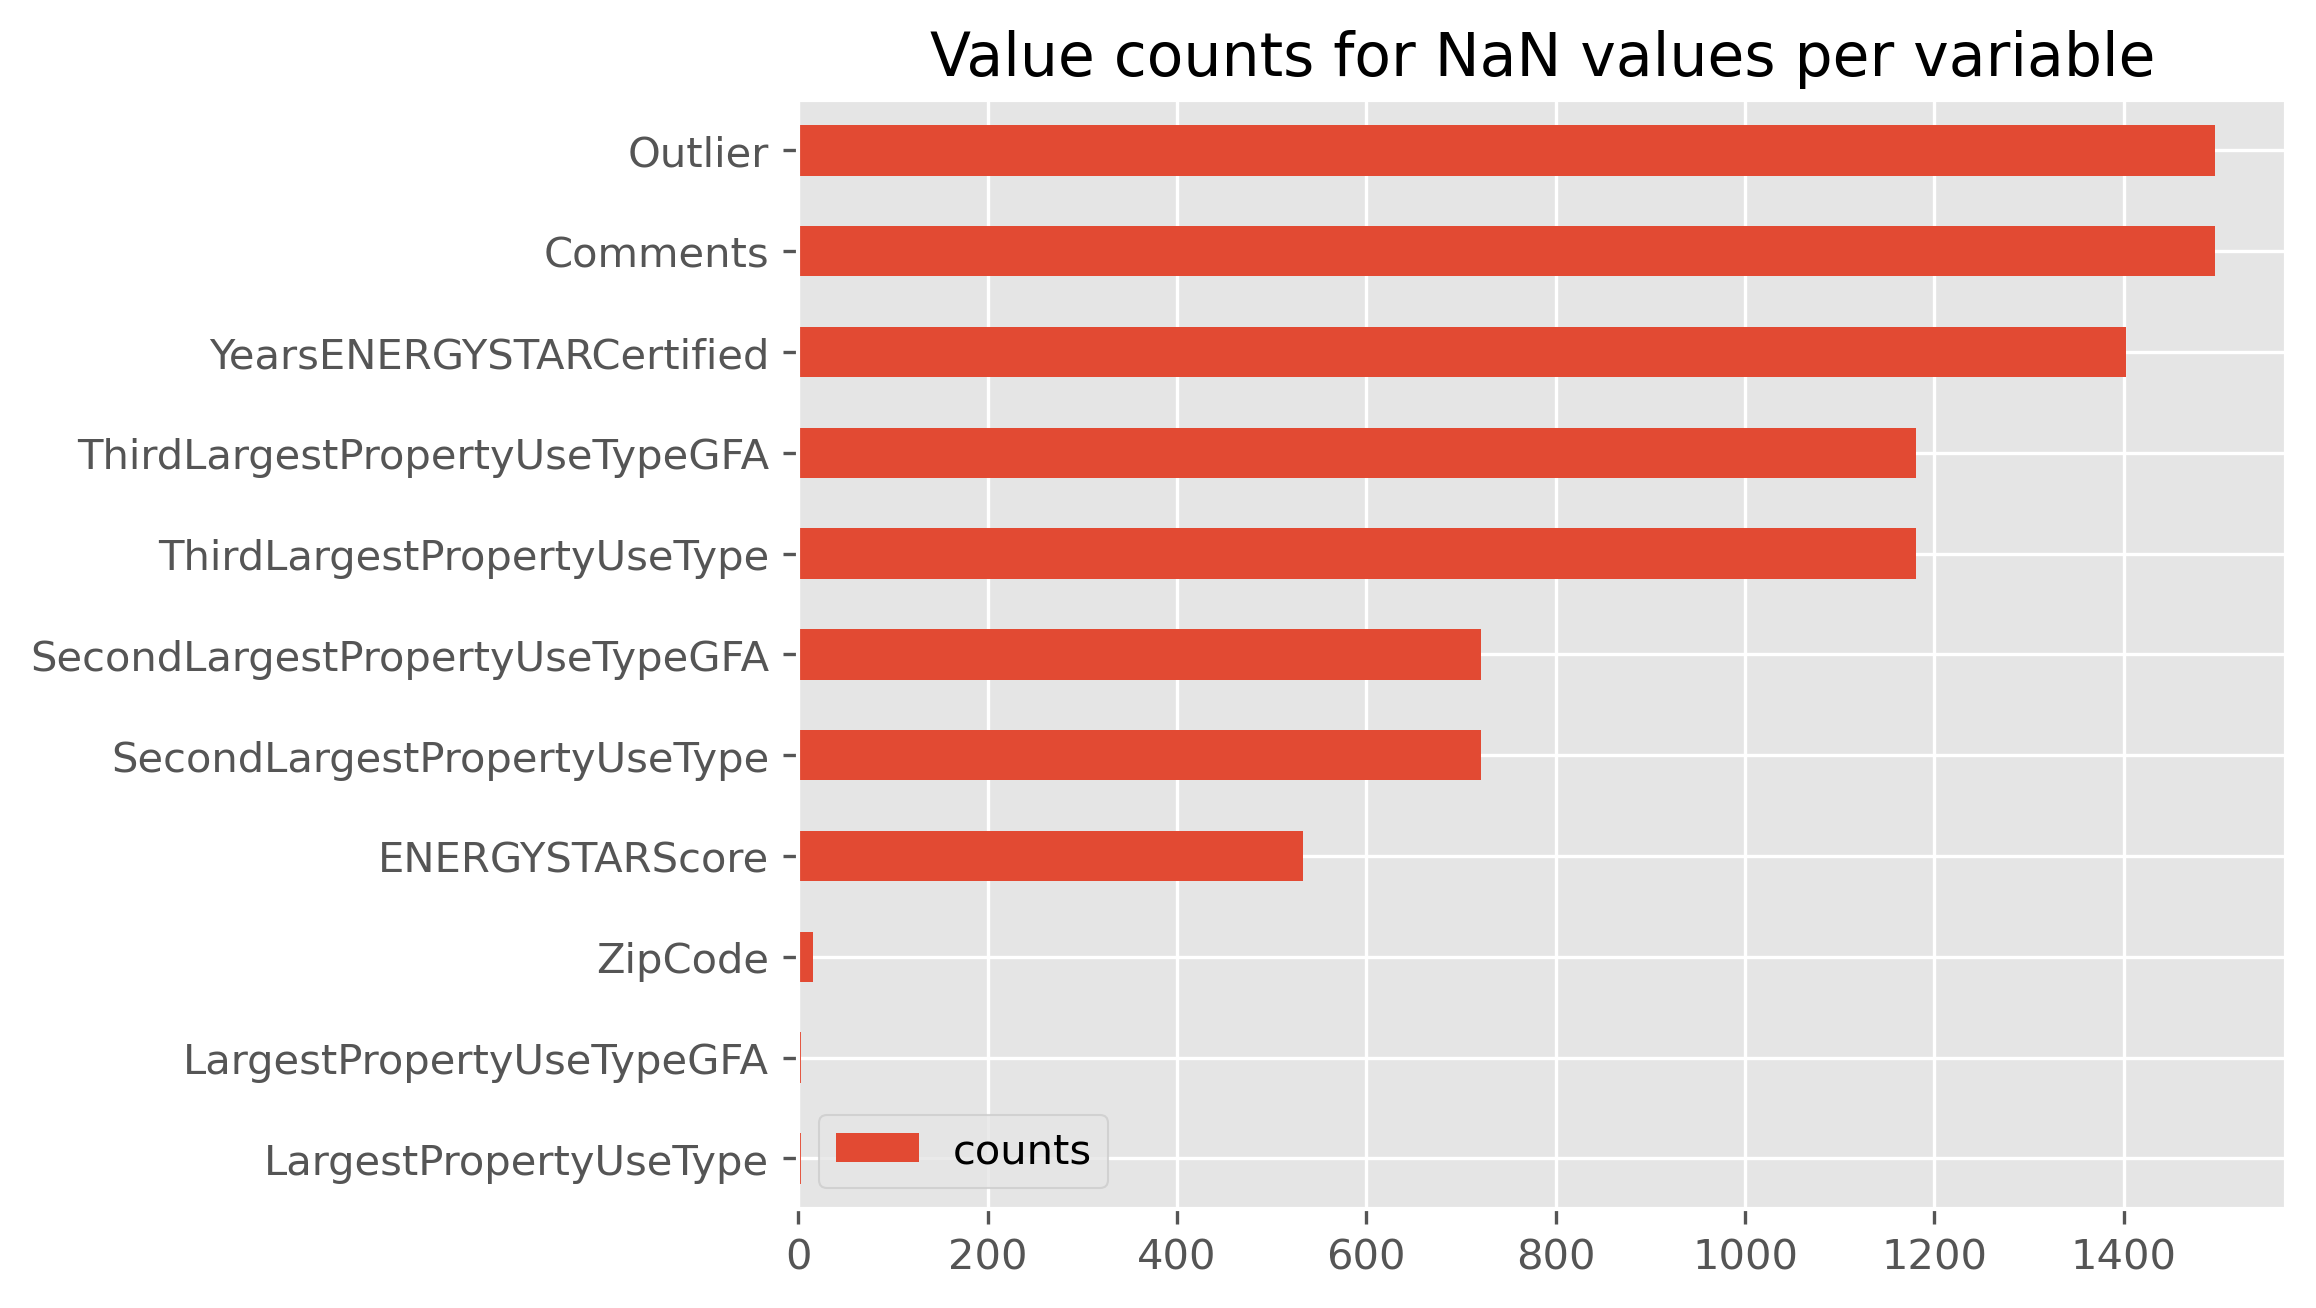 Value counts for NaN values per variable
Outlier
Comments
YearsENERGYSTARCertified
ThirdLargestPropertyUseTypeGFA
ThirdLargestPropertyUseType
SecondLargestPropertyUseTypeGFA
SecondLargestPropertyUseType
ENERGYSTARScore
ZipCode
LargestPropertyUseTypeGFA
LargestPropertyUseType
counts
0 200 400 600 800 1000 1200 1400